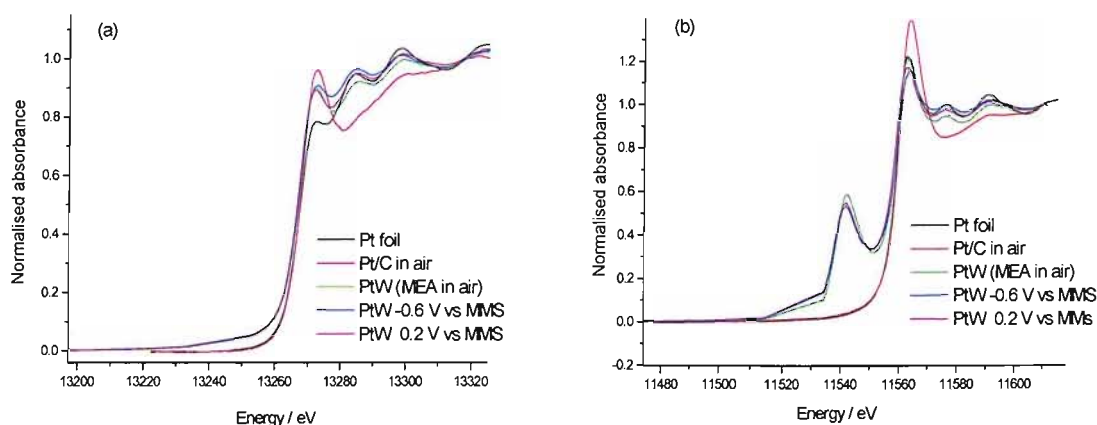 (a)
1.0
0.8
0.6
0.4
0.2
0.0
Normalised absorbance
Pt foil
Pt/C in air
PtW (MEA in air)
PtW -0.6 V vs MMS
PtW 0.2 V vs MMS
13200 13220 13240 13260 13280 13300 13320
Energy / eV
(b)
1.4
1.2
1.0
0.8
0.6
0.4
0.2
0.0
-0.2
Normalised absorbance
Pt foil
Pt/C in air
PtW (MEA in air)
PtW -0.6 V vs MMS
PtW 0.2 V vs MMs
11480 11500 11520 11540 11560 11580 11600
Energy / eV